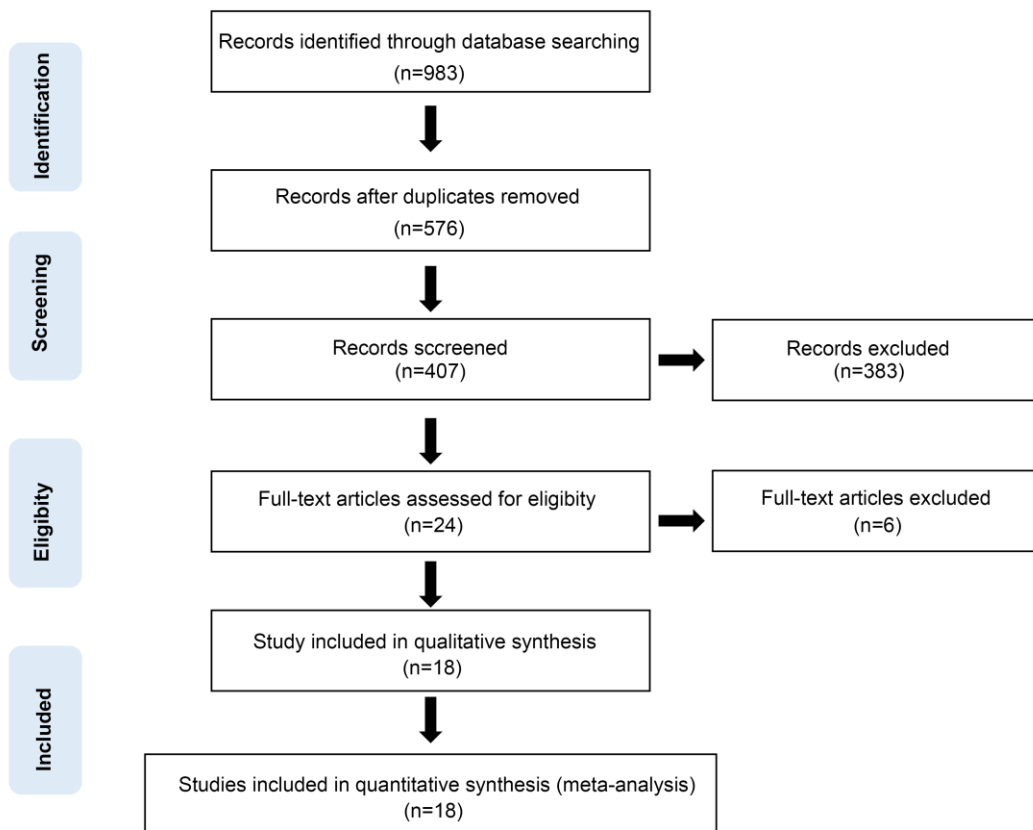 Identification
Records identified through database searching
(n=983)
Records after duplicates removed
(n=576)
Screening
Records sccreened
(n=407)
Records excluded
(n=383)
Eligibity
Full-text articles assessed for eligibity
(n=24)
Full-text articles excluded
(n=6)
Included
Study included in qualitative synthesis
(n=18)
Studies included in quantitative synthesis (meta-analysis)
(n=18)